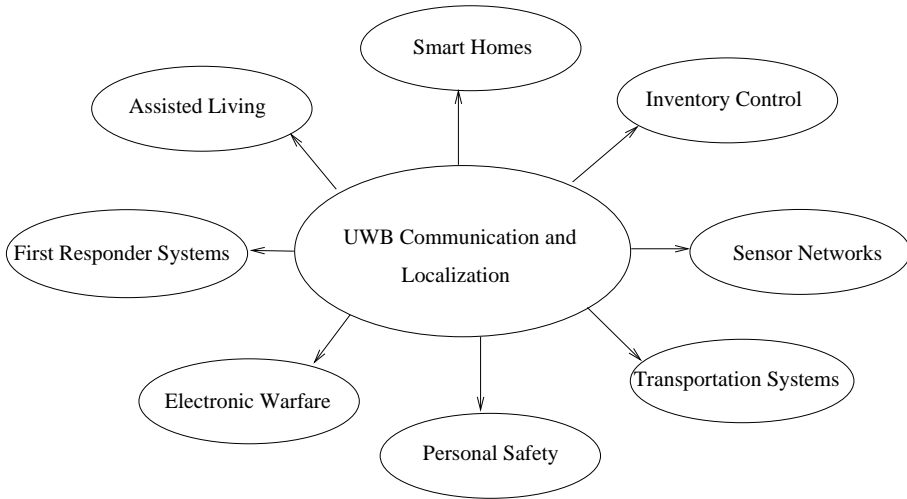 Smart Homes
Assisted Living
Inventory Control
UWB Communication and
Localization
First Responder Systems
Sensor Networks
Transportation Systems
Electronic Warfare
Personal Safety